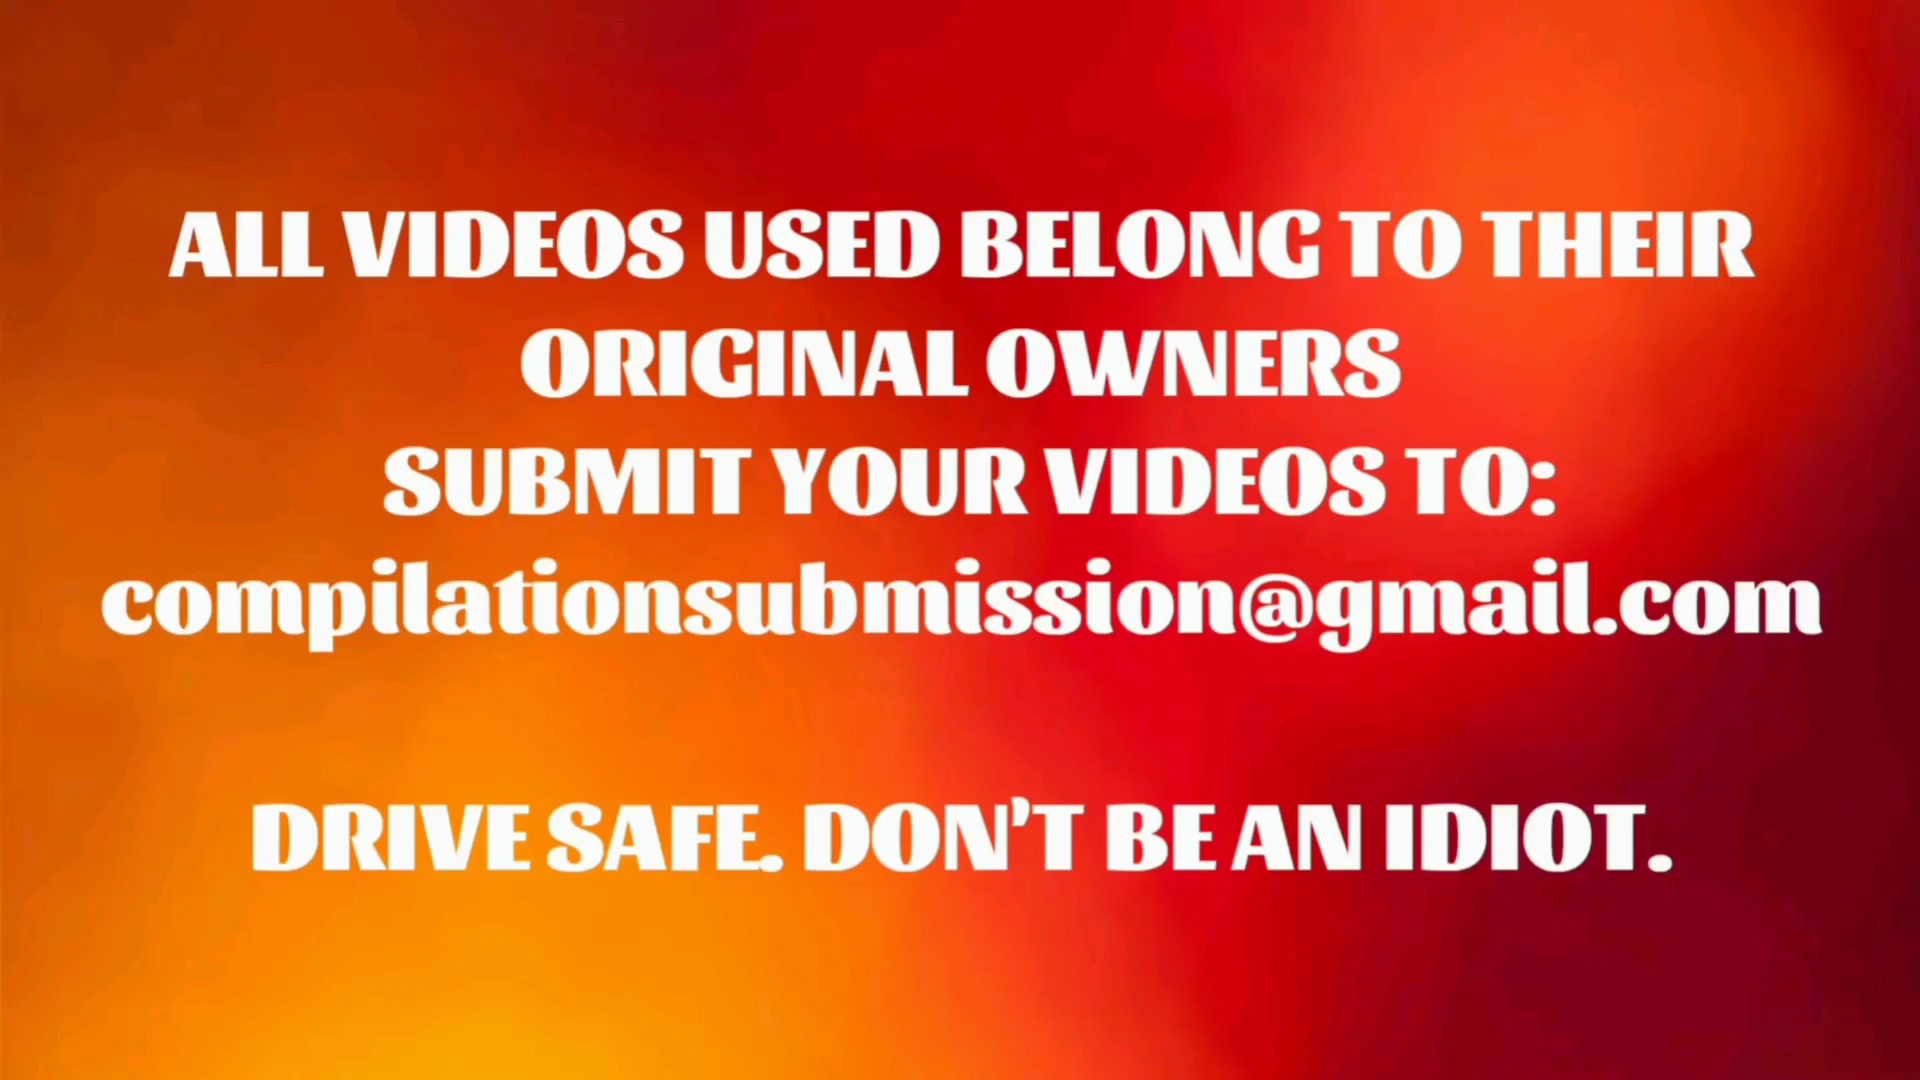 ALL VIDEOS USED BELONG TO THEIR
ORIGINAL OWNERS
SUBMIT YOUR VIDEOS TO:
compilationsubmission@gmail.com
DRIVE SAFE. DON'T BE AN IDIOT.